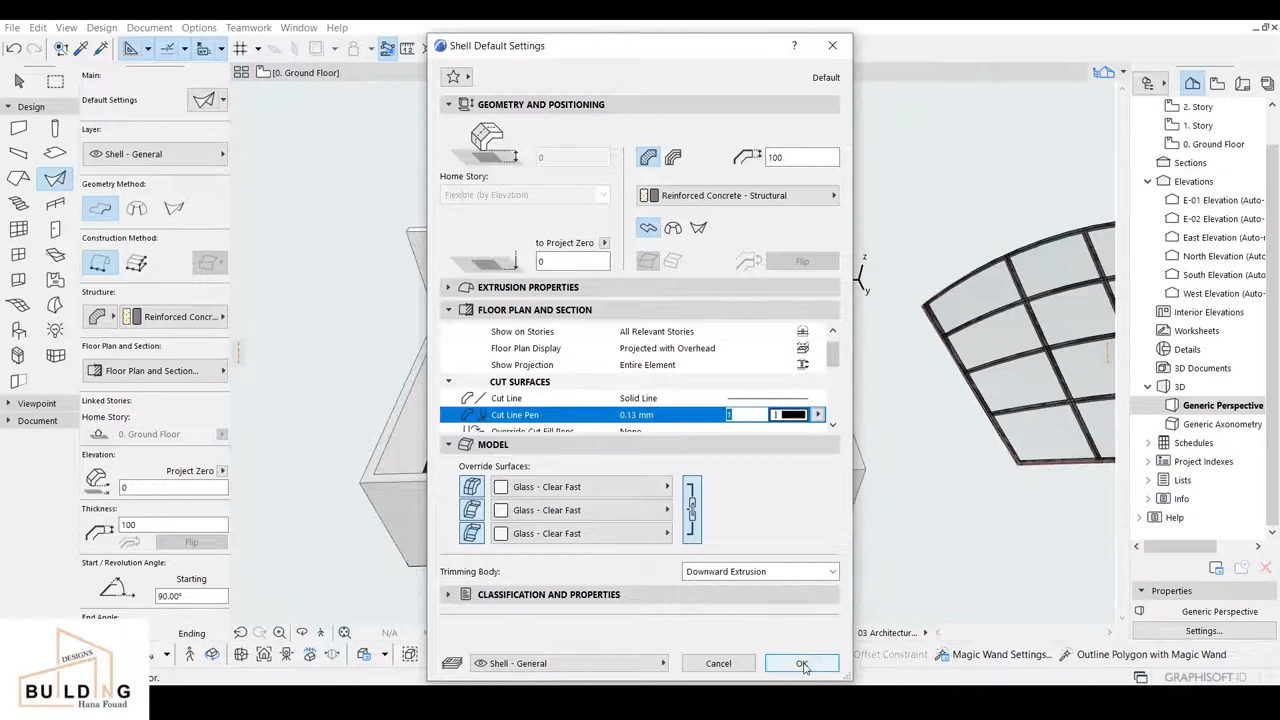 File Edit View Design Document Options Teamwork Window Help
Shell Default Settings
?
Default
[0. Ground Floor]
Main:
Default Settings
Layer:
Shell - General
Geometry Method:
Construction Method:
Structure:
Reinforced Concr...
Floor Plan and Section:
Floor Plan and Section...
Linked Stories:
Home Story:
0. Ground Floor
Elevation:
Project Zero
0
Thickness:
100
Flip
Start / Revolution Angle:
Starting
90.00°
End Angle:
Ending
Design
Viewpoint
Document
GEOMETRY AND POSITIONING
0
100
Home Story:
Flexible (by Elevation)
Reinforced Concrete - Structural
to Project Zero
0
Flip
EXTRUSION PROPERTIES
FLOOR PLAN AND SECTION
Show on Stories All Relevant Stories
Floor Plan Display Projected with Overhead
Show Projection Entire Element
CUT SURFACES
Cut Line Solid Line
Cut Line Pen 0.13 mm 1
Override Cut Fill Pens None
MODEL
Override Surfaces:
Glass - Clear Fast
Glass - Clear Fast
Glass - Clear Fast
Trimming Body: Downward Extrusion
CLASSIFICATION AND PROPERTIES
Shell - General
Cancel
OK
z
y
2. Story
1. Story
0. Ground Floor
Sections
Elevations
E-01 Elevation (Auto-
E-02 Elevation (Auto-
East Elevation (Auto-
North Elevation (Auto-
South Elevation (Auto-
West Elevation (Auto-
Interior Elevations
Worksheets
Details
3D Documents
3D
Generic Perspective
Generic Axonometry
Schedules
Project Indexes
Lists
Info
Help
Properties
Generic Perspective
Settings...
N/A
03 Architectur...
Offset Constraint
Magic Wand Settings...
Outline Polygon with Magic Wand
GRAPHISOFT ID
DESIGNS
BUILDING
Hana Fouad